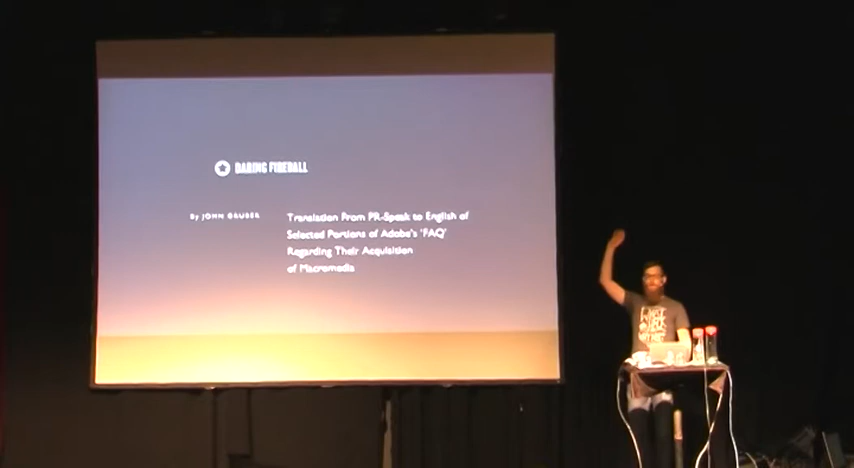 DARING FIREBALL
By JOHN GRUBER
Translation From PR-Speak to English of
Selected Portions of Adobe's 'FAQ'
Regarding Their Acquisition
of Macromedia